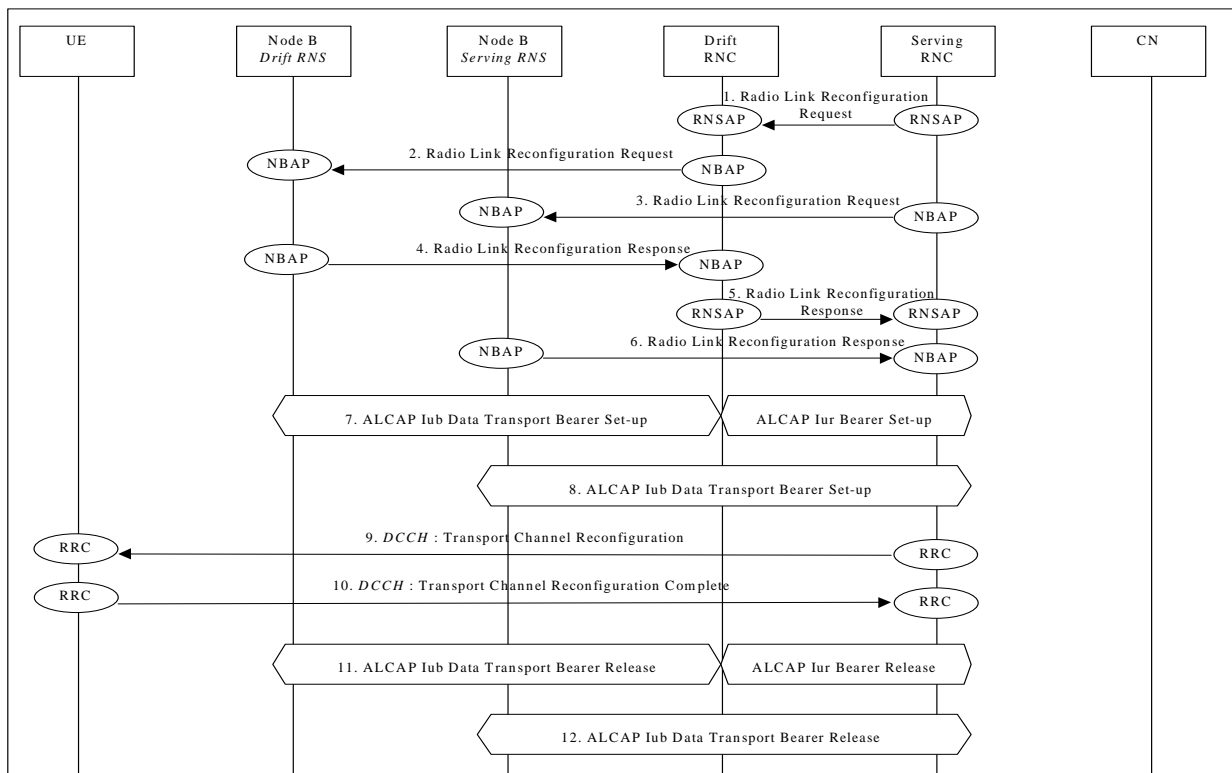 UE
Node B
Drift RNS
Node B
Serving RNS
Drift
RNC
Serving
RNC
CN
1. Radio Link Reconfiguration
Request
RNSAP
RNSAP
2. Radio Link Reconfiguration Request
NBAP
NBAP
3. Radio Link Reconfiguration Request
NBAP
NBAP
4. Radio Link Reconfiguration Response
NBAP
NBAP
5. Radio Link Reconfiguration
Response
RNSAP
RNSAP
6. Radio Link Reconfiguration Response
NBAP
NBAP
7. ALCAP Iub Data Transport Bearer Set-up
ALCAP Iur Bearer Set-up
8. ALCAP Iub Data Transport Bearer Set-up
9. DCCH : Transport Channel Reconfiguration
RRC
RRC
10. DCCH : Transport Channel Reconfiguration Complete
RRC
RRC
11. ALCAP Iub Data Transport Bearer Release
ALCAP Iur Bearer Release
12. ALCAP Iub Data Transport Bearer Release